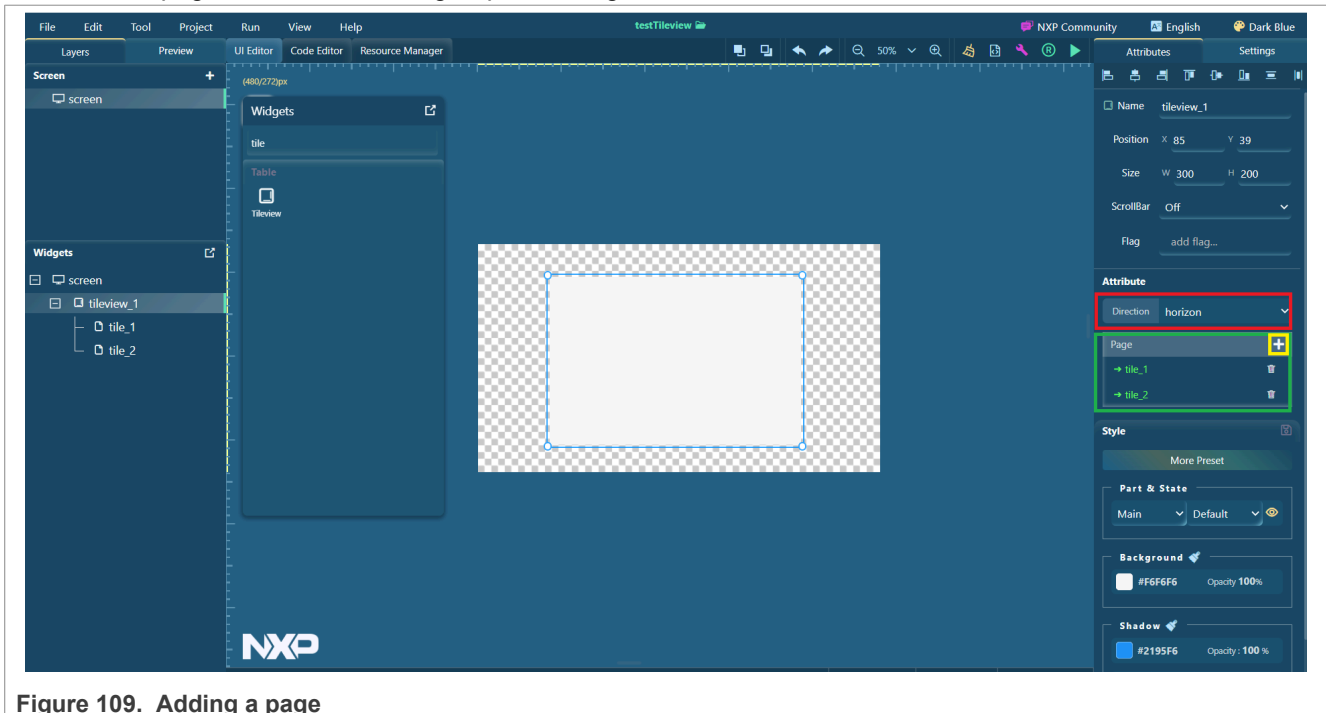 File Edit Tool Project Run View Help testTileview NXP Community English Dark Blue
Layers Preview UI Editor Code Editor Resource Manager 50% Attributes Settings
Screen +
screen
(480/272)px
Widgets
tile
Table
Tileview
Widgets
screen
tileview_1
tile_1
tile_2
NXP
Name tileview_1
Position X 85 Y 39
Size W 300 H 200
ScrollBar Off
Flag add flag...
Attribute
Direction horizon
Page +
→ tile_1
→ tile_2
Style
More Preset
Part & State
Main Default
Background
#F6F6F6 Opacity 100%
Shadow
#2195F6 Opacity : 100 %
Figure 109. Adding a page